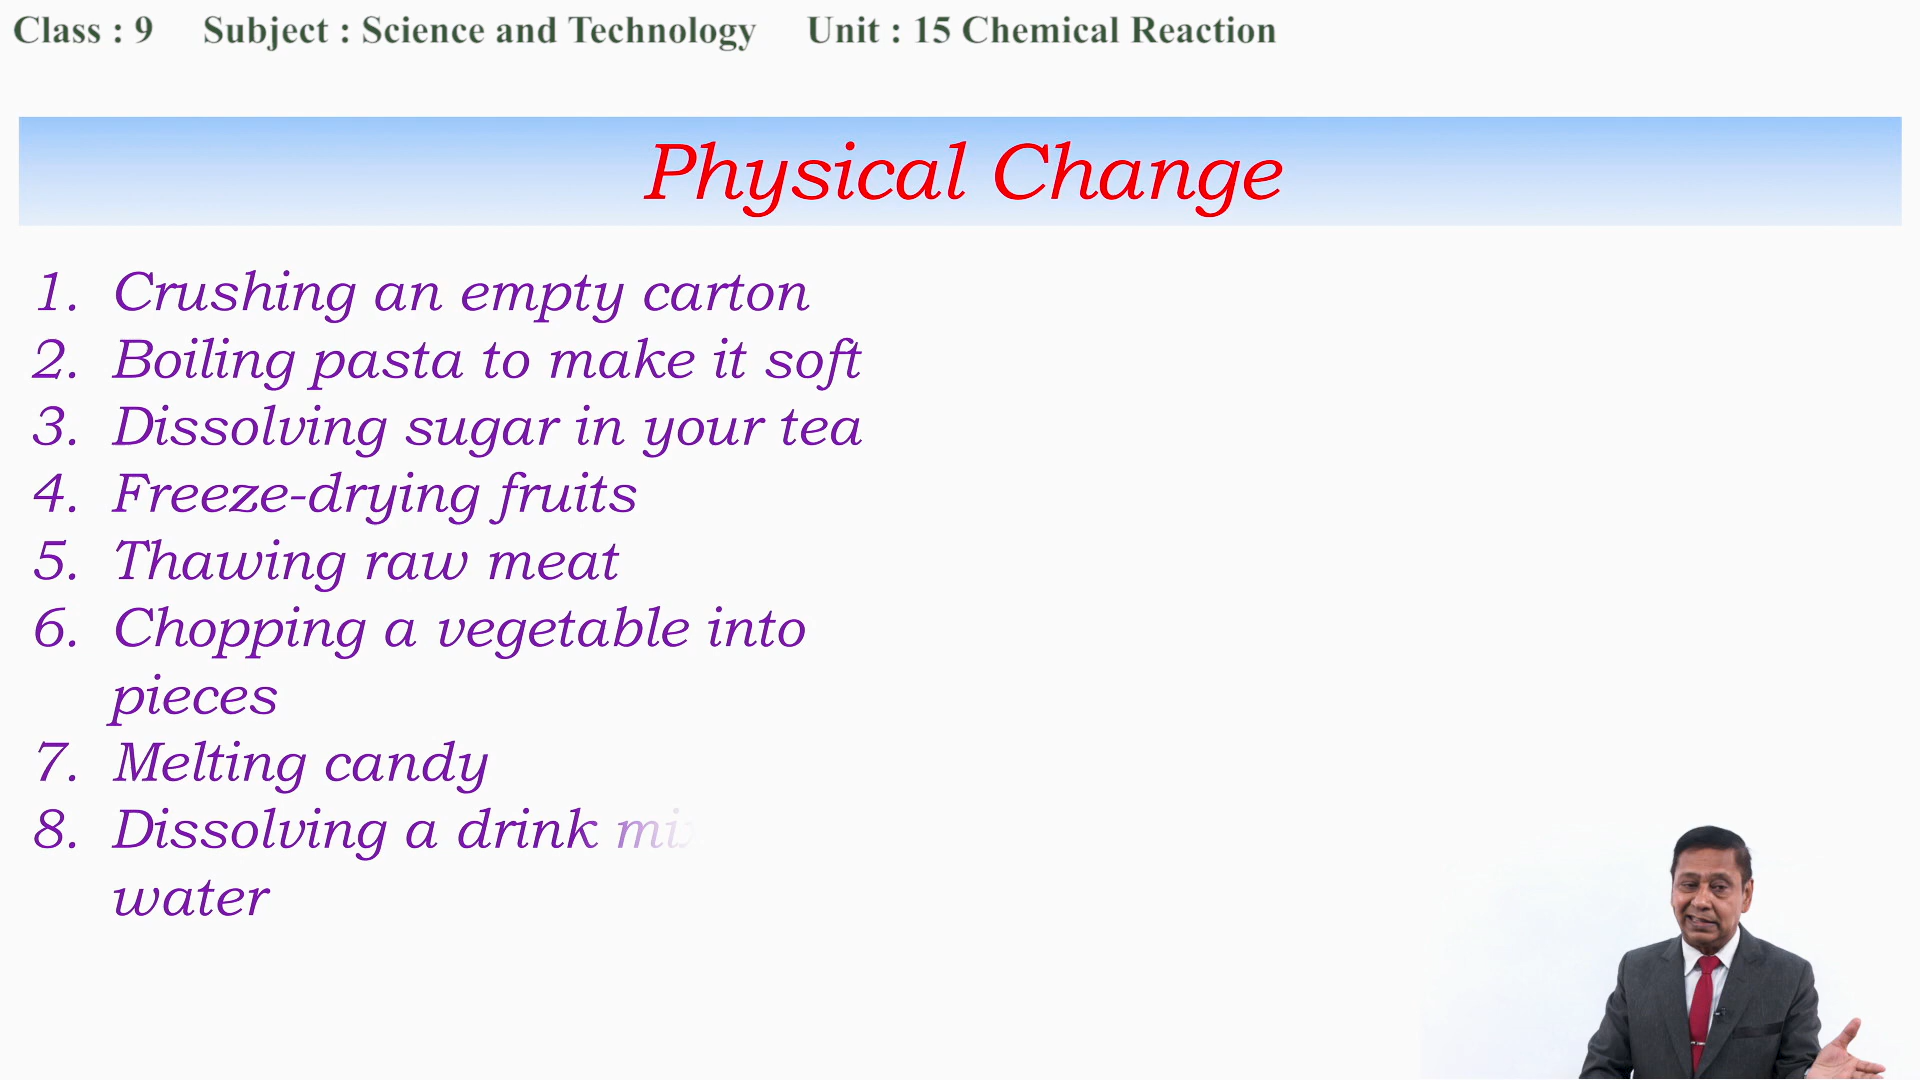 Class : 9 Subject : Science and Technology Unit : 15 Chemical Reaction
Physical Change
1. Crushing an empty carton
2. Boiling pasta to make it soft
3. Dissolving sugar in your tea
4. Freeze-drying fruits
5. Thawing raw meat
6. Chopping a vegetable into
pieces
7. Melting candy
8. Dissolving a drink
water